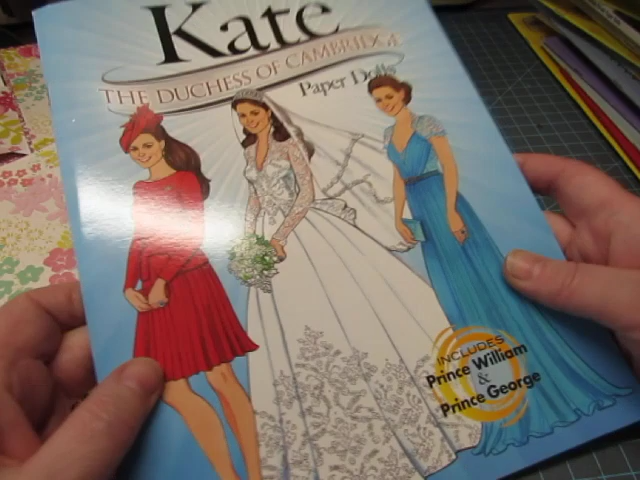 Kate
THE DUCHESS OF CAMBRIDGE
Paper Dolls
INCLUDES
Prince William
&
Prince George